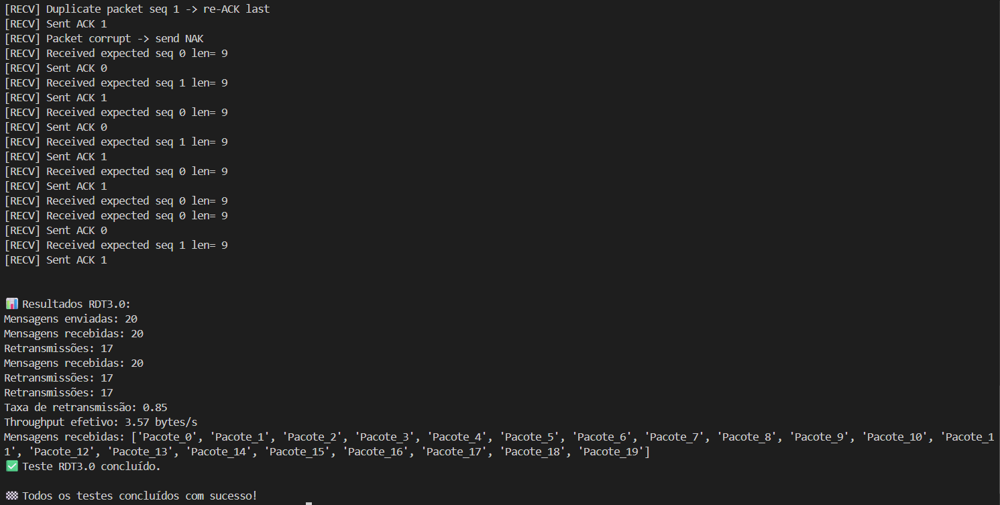 [RECV] Duplicate packet seq 1 -> re-ACK last
[RECV] Sent ACK 1
[RECV] Packet corrupt -> send NAK
[RECV] Received expected seq 0 len= 9
[RECV] Sent ACK 0
[RECV] Received expected seq 1 len= 9
[RECV] Sent ACK 1
[RECV] Received expected seq 0 len= 9
[RECV] Sent ACK 0
[RECV] Received expected seq 1 len= 9
[RECV] Sent ACK 1
[RECV] Received expected seq 0 len= 9
[RECV] Sent ACK 1
[RECV] Received expected seq 0 len= 9
[RECV] Received expected seq 0 len= 9
[RECV] Sent ACK 0
[RECV] Received expected seq 1 len= 9
[RECV] Sent ACK 1
📊 Resultados RDT3.0:
Mensagens enviadas: 20
Mensagens recebidas: 20
Retransmissões: 17
Mensagens recebidas: 20
Retransmissões: 17
Retransmissões: 17
Taxa de retransmissão: 0.85
Throughput efetivo: 3.57 bytes/s
Mensagens recebidas: ['Pacote_0', 'Pacote_1', 'Pacote_2', 'Pacote_3', 'Pacote_4', 'Pacote_5', 'Pacote_6', 'Pacote_7', 'Pacote_8', 'Pacote_9', 'Pacote_10', 'Pacote_1
1', 'Pacote_12', 'Pacote_13', 'Pacote_14', 'Pacote_15', 'Pacote_16', 'Pacote_17', 'Pacote_18', 'Pacote_19']
✅ Teste RDT3.0 concluído.
🏁 Todos os testes concluídos com sucesso!